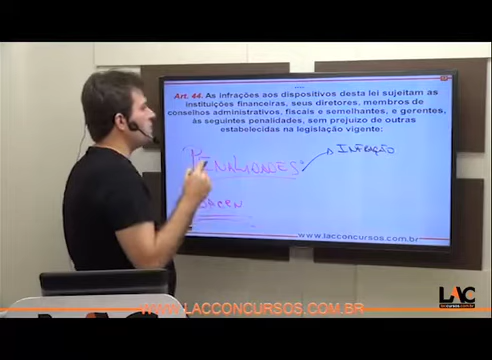 Art. 44. As infrações aos dispositivos desta lei sujeitam as
instituições financeiras, seus diretores, membros de
conselhos administrativos, fiscais e semelhantes, e gerentes,
às seguintes penalidades, sem prejuízo de outras
estabelecidas na legislação vigente:
PENALIDADES
INFRAÇÃO
www.lacconcursos.com.br
LAC
WWW.LACCONCURSOS.COM.BR